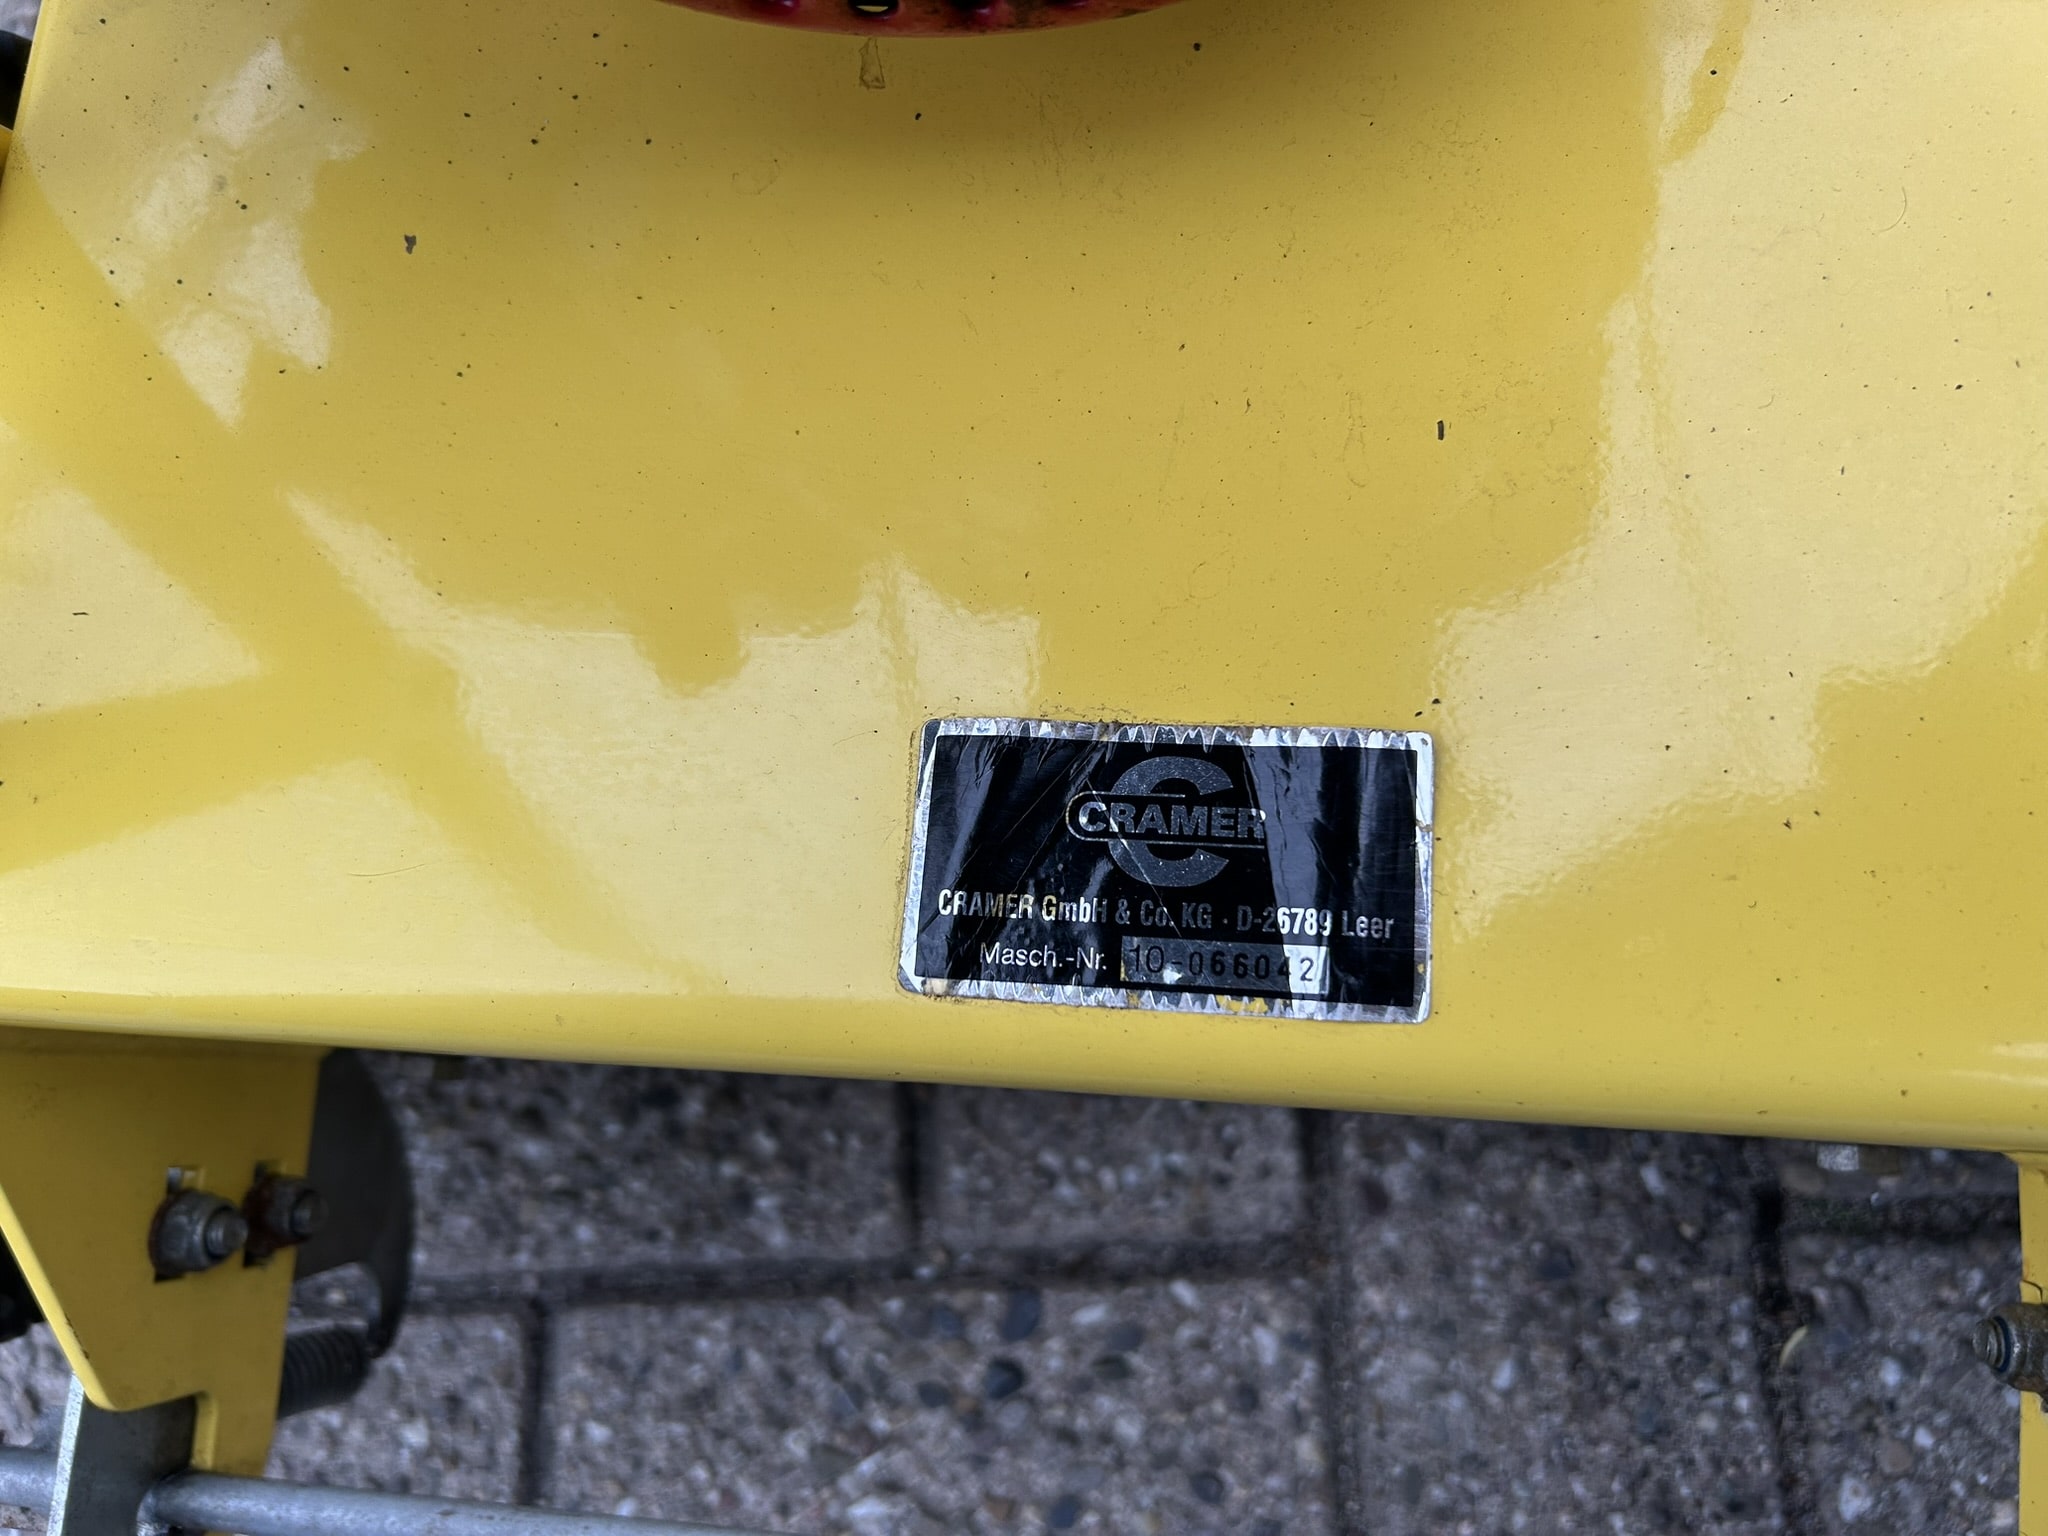 CRAMER
CRAMER GmbH & Co. KG · D-26789 Leer
Masch.-Nr. 10-066042